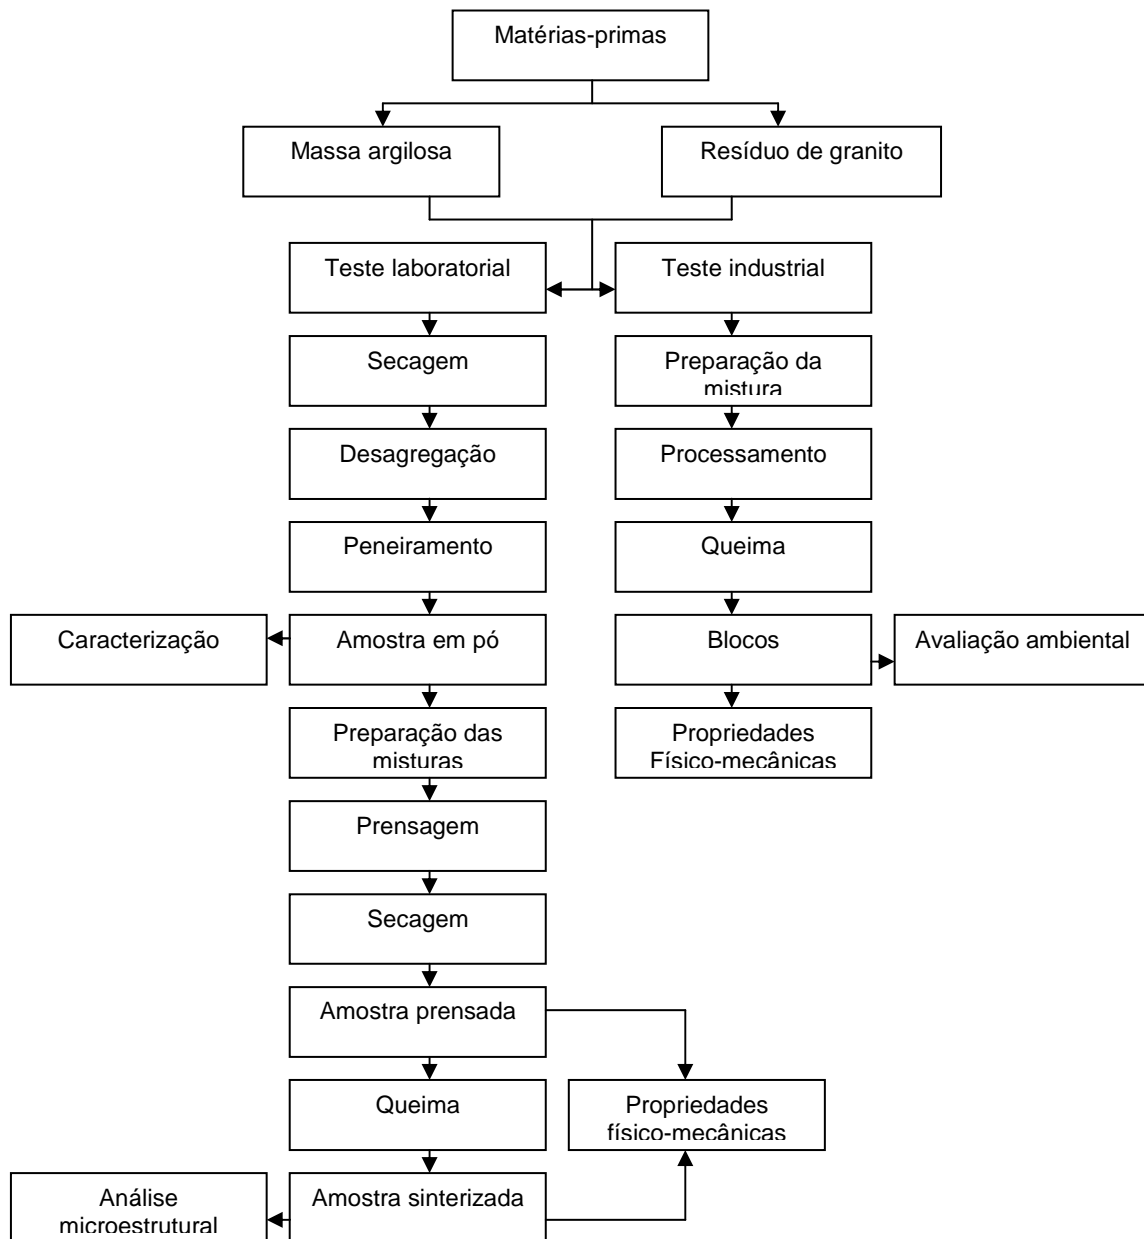 Matérias-primas
Massa argilosa
Resíduo de granito
Teste laboratorial
Teste industrial
Secagem
Preparação da
mistura
Desagregação
Processamento
Peneiramento
Queima
Caracterização
Amostra em pó
Blocos
Avaliação ambiental
Preparação das
misturas
Propriedades
Físico-mecânicas
Prensagem
Secagem
Amostra prensada
Queima
Propriedades
físico-mecânicas
Análise
microestrutural
Amostra sinterizada